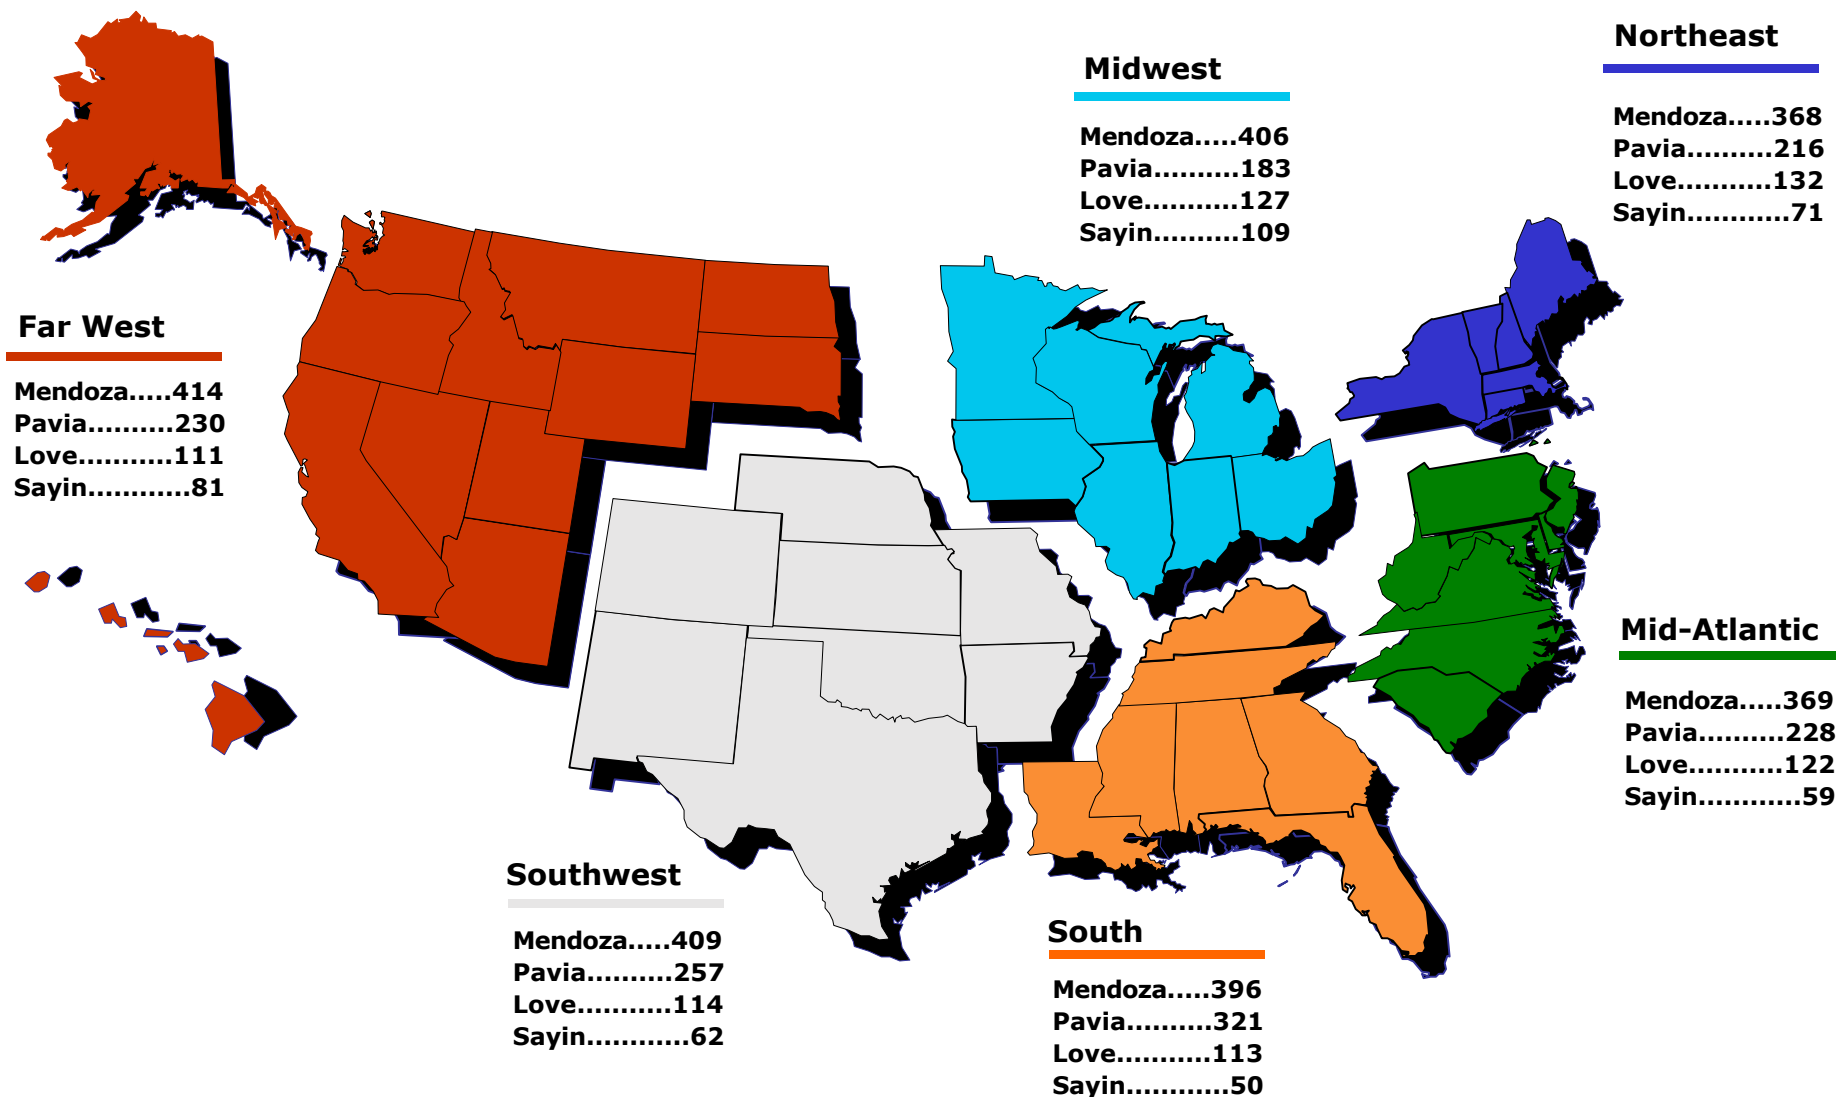 Northeast
Mendoza.....368
Pavia..........216
Love...........132
Sayin............71
Midwest
Mendoza.....406
Pavia..........183
Love...........127
Sayin..........109
Far West
Mendoza.....414
Pavia..........230
Love...........111
Sayin............81
Mid-Atlantic
Mendoza.....369
Pavia..........228
Love...........122
Sayin............59
Southwest
Mendoza.....409
Pavia..........257
Love...........114
Sayin............62
South
Mendoza.....396
Pavia..........321
Love...........113
Sayin............50